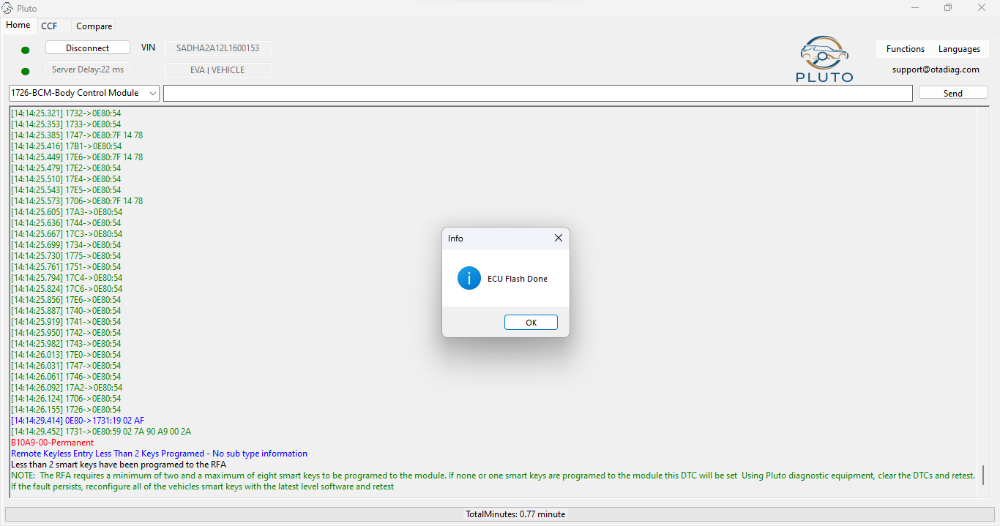 Pluto
Home CCF Compare
Disconnect VIN SADHA2A12L1600153 Functions Languages
Server Delay:22 ms EVA | VEHICLE support@otadiag.com
PLUTO
1726-BCM-Body Control Module Send
[14:14:25.321] 1732->0E80:54
[14:14:25.353] 1733->0E80:54
[14:14:25.385] 1747->0E80:7F 14 78
[14:14:25.416] 17B1->0E80:54
[14:14:25.449] 17E6->0E80:7F 14 78
[14:14:25.479] 17E2->0E80:54
[14:14:25.510] 17E4->0E80:54
[14:14:25.543] 17E5->0E80:54
[14:14:25.573] 1706->0E80:7F 14 78
[14:14:25.605] 17A3->0E80:54
[14:14:25.636] 1744->0E80:54
[14:14:25.667] 17C3->0E80:54
[14:14:25.699] 1734->0E80:54
[14:14:25.730] 1775->0E80:54
[14:14:25.761] 1751->0E80:54
[14:14:25.794] 17C4->0E80:54
[14:14:25.824] 17C6->0E80:54
[14:14:25.856] 17E6->0E80:54
[14:14:25.887] 1740->0E80:54
[14:14:25.919] 1741->0E80:54
[14:14:25.950] 1742->0E80:54
[14:14:25.982] 1743->0E80:54
[14:14:26.013] 17E0->0E80:54
[14:14:26.031] 1747->0E80:54
[14:14:26.061] 1746->0E80:54
[14:14:26.092] 17A2->0E80:54
[14:14:26.124] 1706->0E80:54
[14:14:26.155] 1726->0E80:54
[14:14:29.414] 0E80->1731:19 02 AF
[14:14:29.452] 1731->0E80:59 02 7A 90 A9 00 2A
B10A9-00-Permanent
Remote Keyless Entry Less Than 2 Keys Programed - No sub type information
Less than 2 smart keys have been programed to the RFA
NOTE: The RFA requires a minimum of two and a maximum of eight smart keys to be programed to the module. If none or one smart keys are programed to the module this DTC will be set Using Pluto diagnostic equipment, clear the DTCs and retest.
If the fault persists, reconfigure all of the vehicles smart keys with the latest level software and retest
Info
ECU Flash Done
OK
TotalMinutes: 0.77 minute